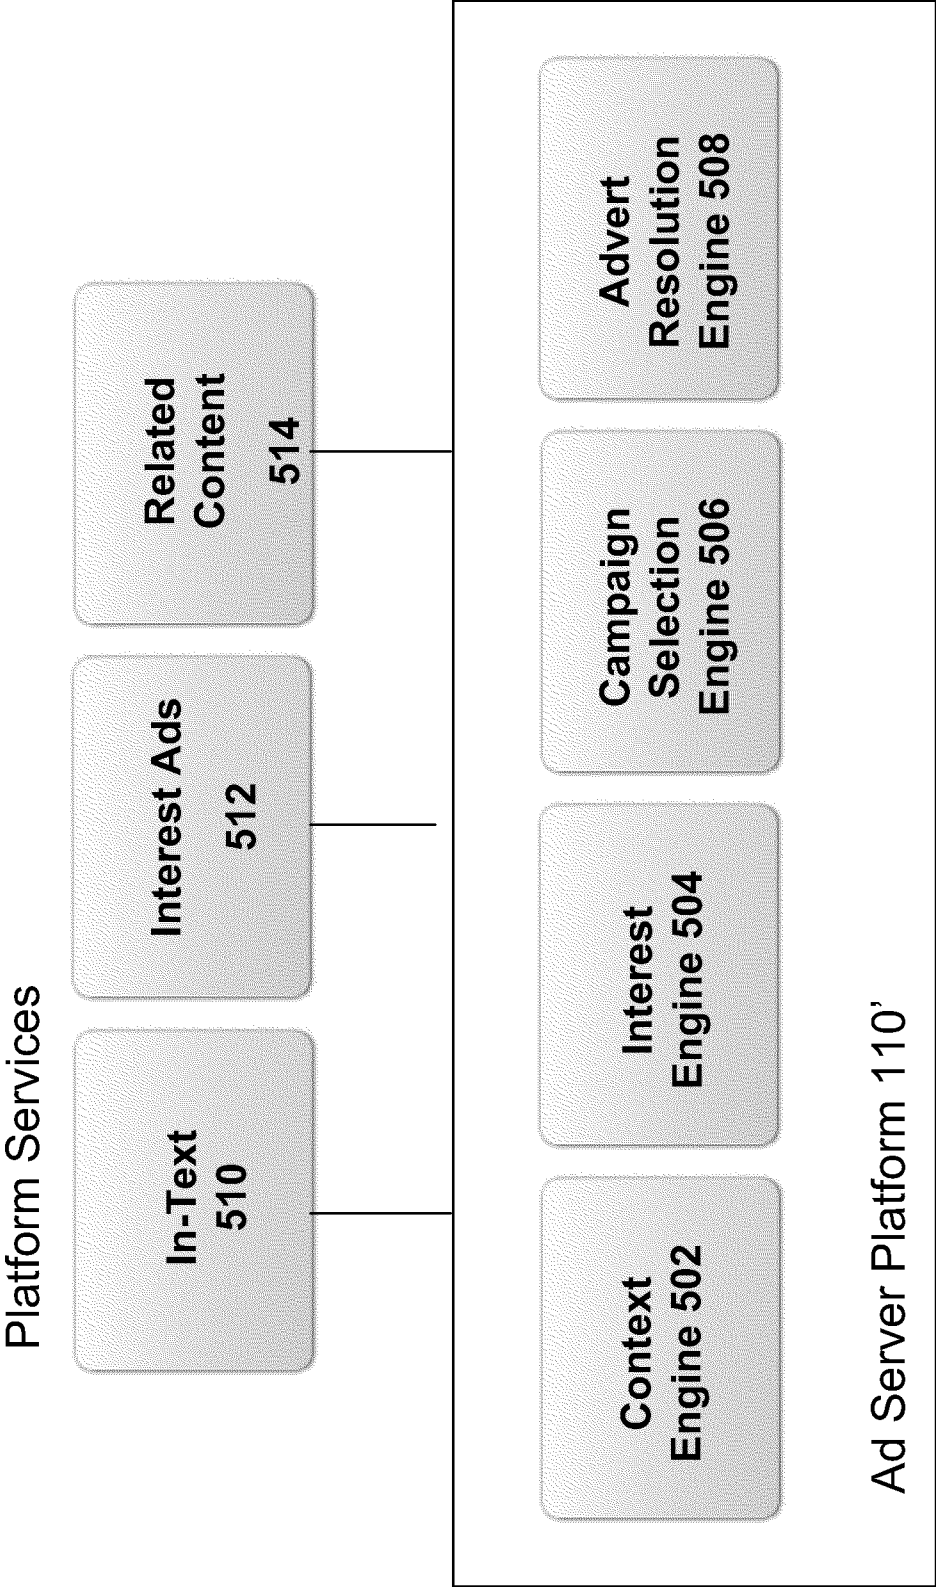 Platform Services
In-Text
510
Interest Ads
512
Related
Content
514
Context
Engine 502
Interest
Engine 504
Campaign
Selection
Engine 506
Advert
Resolution
Engine 508
Ad Server Platform 110’